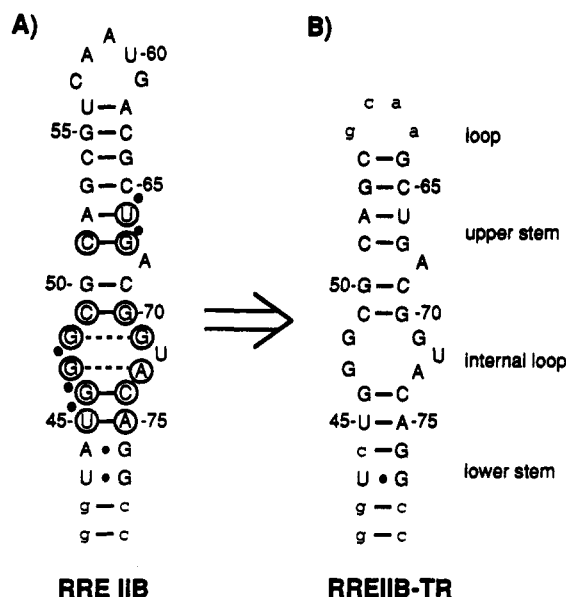 A)
A
A U-60
C G
U – A
55- G – C
C – G
G – C -65
A – U
C – G
A
50- G – C
C – G -70
G G
U
G A
G – C
45- U – A -75
A • G
U • G
g – c
g – c
RRE IIB
B)
c a
g a
loop
C – G
G – C -65
A – U
upper stem
C – G
A
50- G – C
C – G -70
G G
U
internal loop
G A
G – C
45- U – A -75
c – G
lower stem
U • G
g – c
g – c
RREIIB-TR